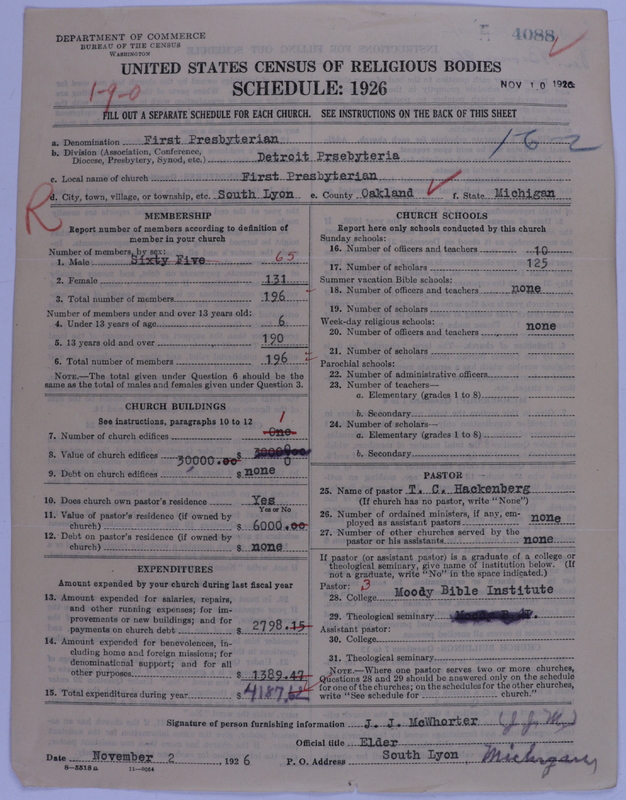 DEPARTMENT OF COMMERCE
BUREAU OF THE CENSUS
WASHINGTON
4088
UNITED STATES CENSUS OF RELIGIOUS BODIES
SCHEDULE: 1926
NOV 10 1926
1-9-0
FILL OUT A SEPARATE SCHEDULE FOR EACH CHURCH. SEE INSTRUCTIONS ON THE BACK OF THIS SHEET
162
a. Denomination First Presbyterian
b. Division (Association, Conference, Diocese, Presbytery, Synod, etc.) Detroit Prsebyteria
c. Local name of church First Presbyterian
d. City, town, village, or township, etc. South Lyon e. County Oakland f. State Michigan
R
MEMBERSHIP
Report number of members according to definition of
member in your church
Number of members, by sex:
1. Male Sixty Five 65
2. Female 131
3. Total number of members 196
Number of members under and over 13 years old:
4. Under 13 years of age 6
5. 13 years old and over 190
6. Total number of members 196
NOTE.—The total given under Question 6 should be the
same as the total of males and females given under Question 3.
CHURCH BUILDINGS
See instructions, paragraphs 10 to 12
7. Number of church edifices One 1
8. Value of church edifices $
30000.00
9. Debt on church edifices $ none
10. Does church own pastor's residence Yes
Yes or No
11. Value of pastor's residence (if owned by
church) $ 6000.00
12. Debt on pastor's residence (if owned by
church) $ none
EXPENDITURES
Amount expended by your church during last fiscal year
13. Amount expended for salaries, repairs,
and other running expenses; for im-
provements or new buildings; and for
payments on church debt $ 2798.15
14. Amount expended for benevolences, in-
cluding home and foreign missions; for
denominational support; and for all
other purposes $ 1389.47
15. Total expenditures during year $ 4187.62
CHURCH SCHOOLS
Report here only schools conducted by this church
Sunday schools:
16. Number of officers and teachers 10
17. Number of scholars 125
Summer vacation Bible schools:
18. Number of officers and teachers none
19. Number of scholars
Week-day religious schools:
20. Number of officers and teachers none
21. Number of scholars
Parochial schools:
22. Number of administrative officers
23. Number of teachers—
a. Elementary (grades 1 to 8)
b. Secondary
24. Number of scholars—
a. Elementary (grades 1 to 8)
b. Secondary
PASTOR
25. Name of pastor T. C. Hackenberg
(If church has no pastor, write "None")
26. Number of ordained ministers, if any, em-
ployed as assistant pastors none
27. Number of other churches served by the
pastor or his assistants none
If pastor (or assistant pastor) is a graduate of a college or
theological seminary, give name of institution below. (If
not a graduate, write "No" in the space indicated.)
Pastor: 3
28. College Moody Bible Institute
29. Theological seminary
Assistant pastor:
30. College
31. Theological seminary
NOTE.—Where one pastor serves two or more churches,
Questions 28 and 29 should be answered only on the schedule
for one of the churches; on the schedules for the other churches,
write "See schedule for church."
Signature of person furnishing information J. J. McWhorter
Official title Elder
Date November 2 1926 P. O. Address South Lyon Michigan
8-5518a 11-9054